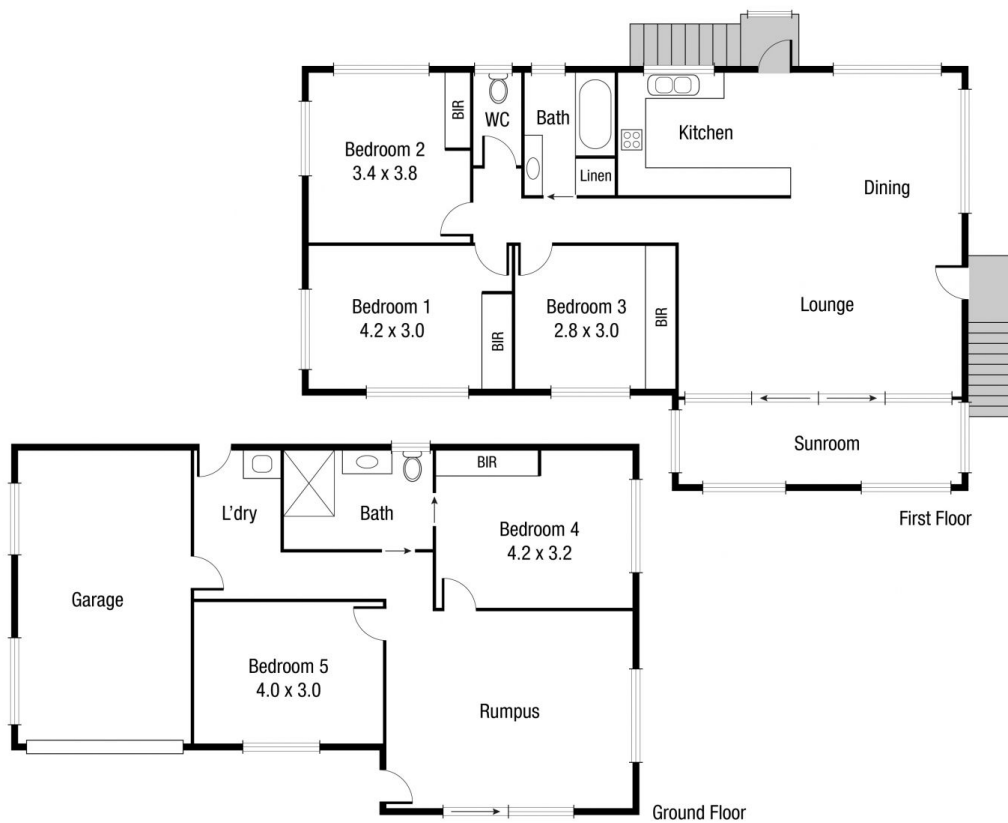 BIR
WC
Bath
Kitchen
Bedroom 2
3.4 x 3.8
Linen
Dining
Bedroom 1
4.2 x 3.0
BIR
Bedroom 3
2.8 x 3.0
BIR
Lounge
Sunroom
First Floor
BIR
L'dry
Bath
Bedroom 4
4.2 x 3.2
Garage
Bedroom 5
4.0 x 3.0
Rumpus
Ground Floor